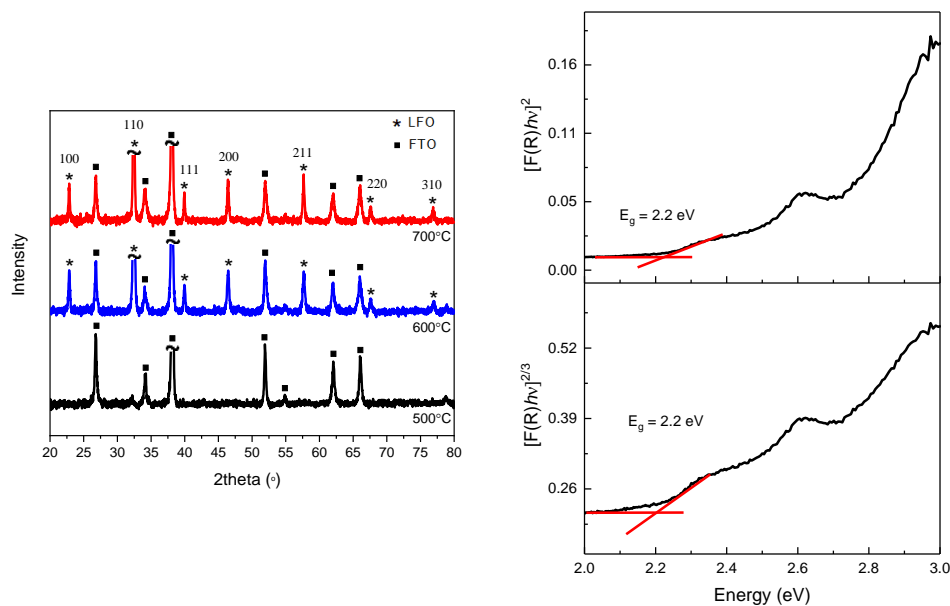 * LFO
■ FTO
110
100
111
200
211
220
310
700°C
600°C
500°C
Intensity
20 25 30 35 40 45 50 55 60 65 70 75 80
2theta (°)
0.16
0.11
0.05
0.00
[F(R)hν]²
E_g = 2.2 eV
0.52
0.39
0.26
[F(R)hν]^2/3
E_g = 2.2 eV
2.0 2.2 2.4 2.6 2.8 3.0
Energy (eV)